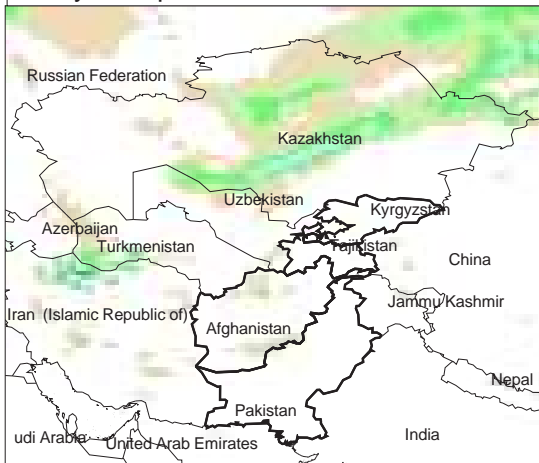 Russian Federation
Kazakhstan
Uzbekistan
Kyrgyzstan
Azerbaijan
Turkmenistan
Tajikistan
China
Jammu/Kashmir
Iran (Islamic Republic of)
Afghanistan
Nepal
Pakistan
udi Arabia
United Arab Emirates
India